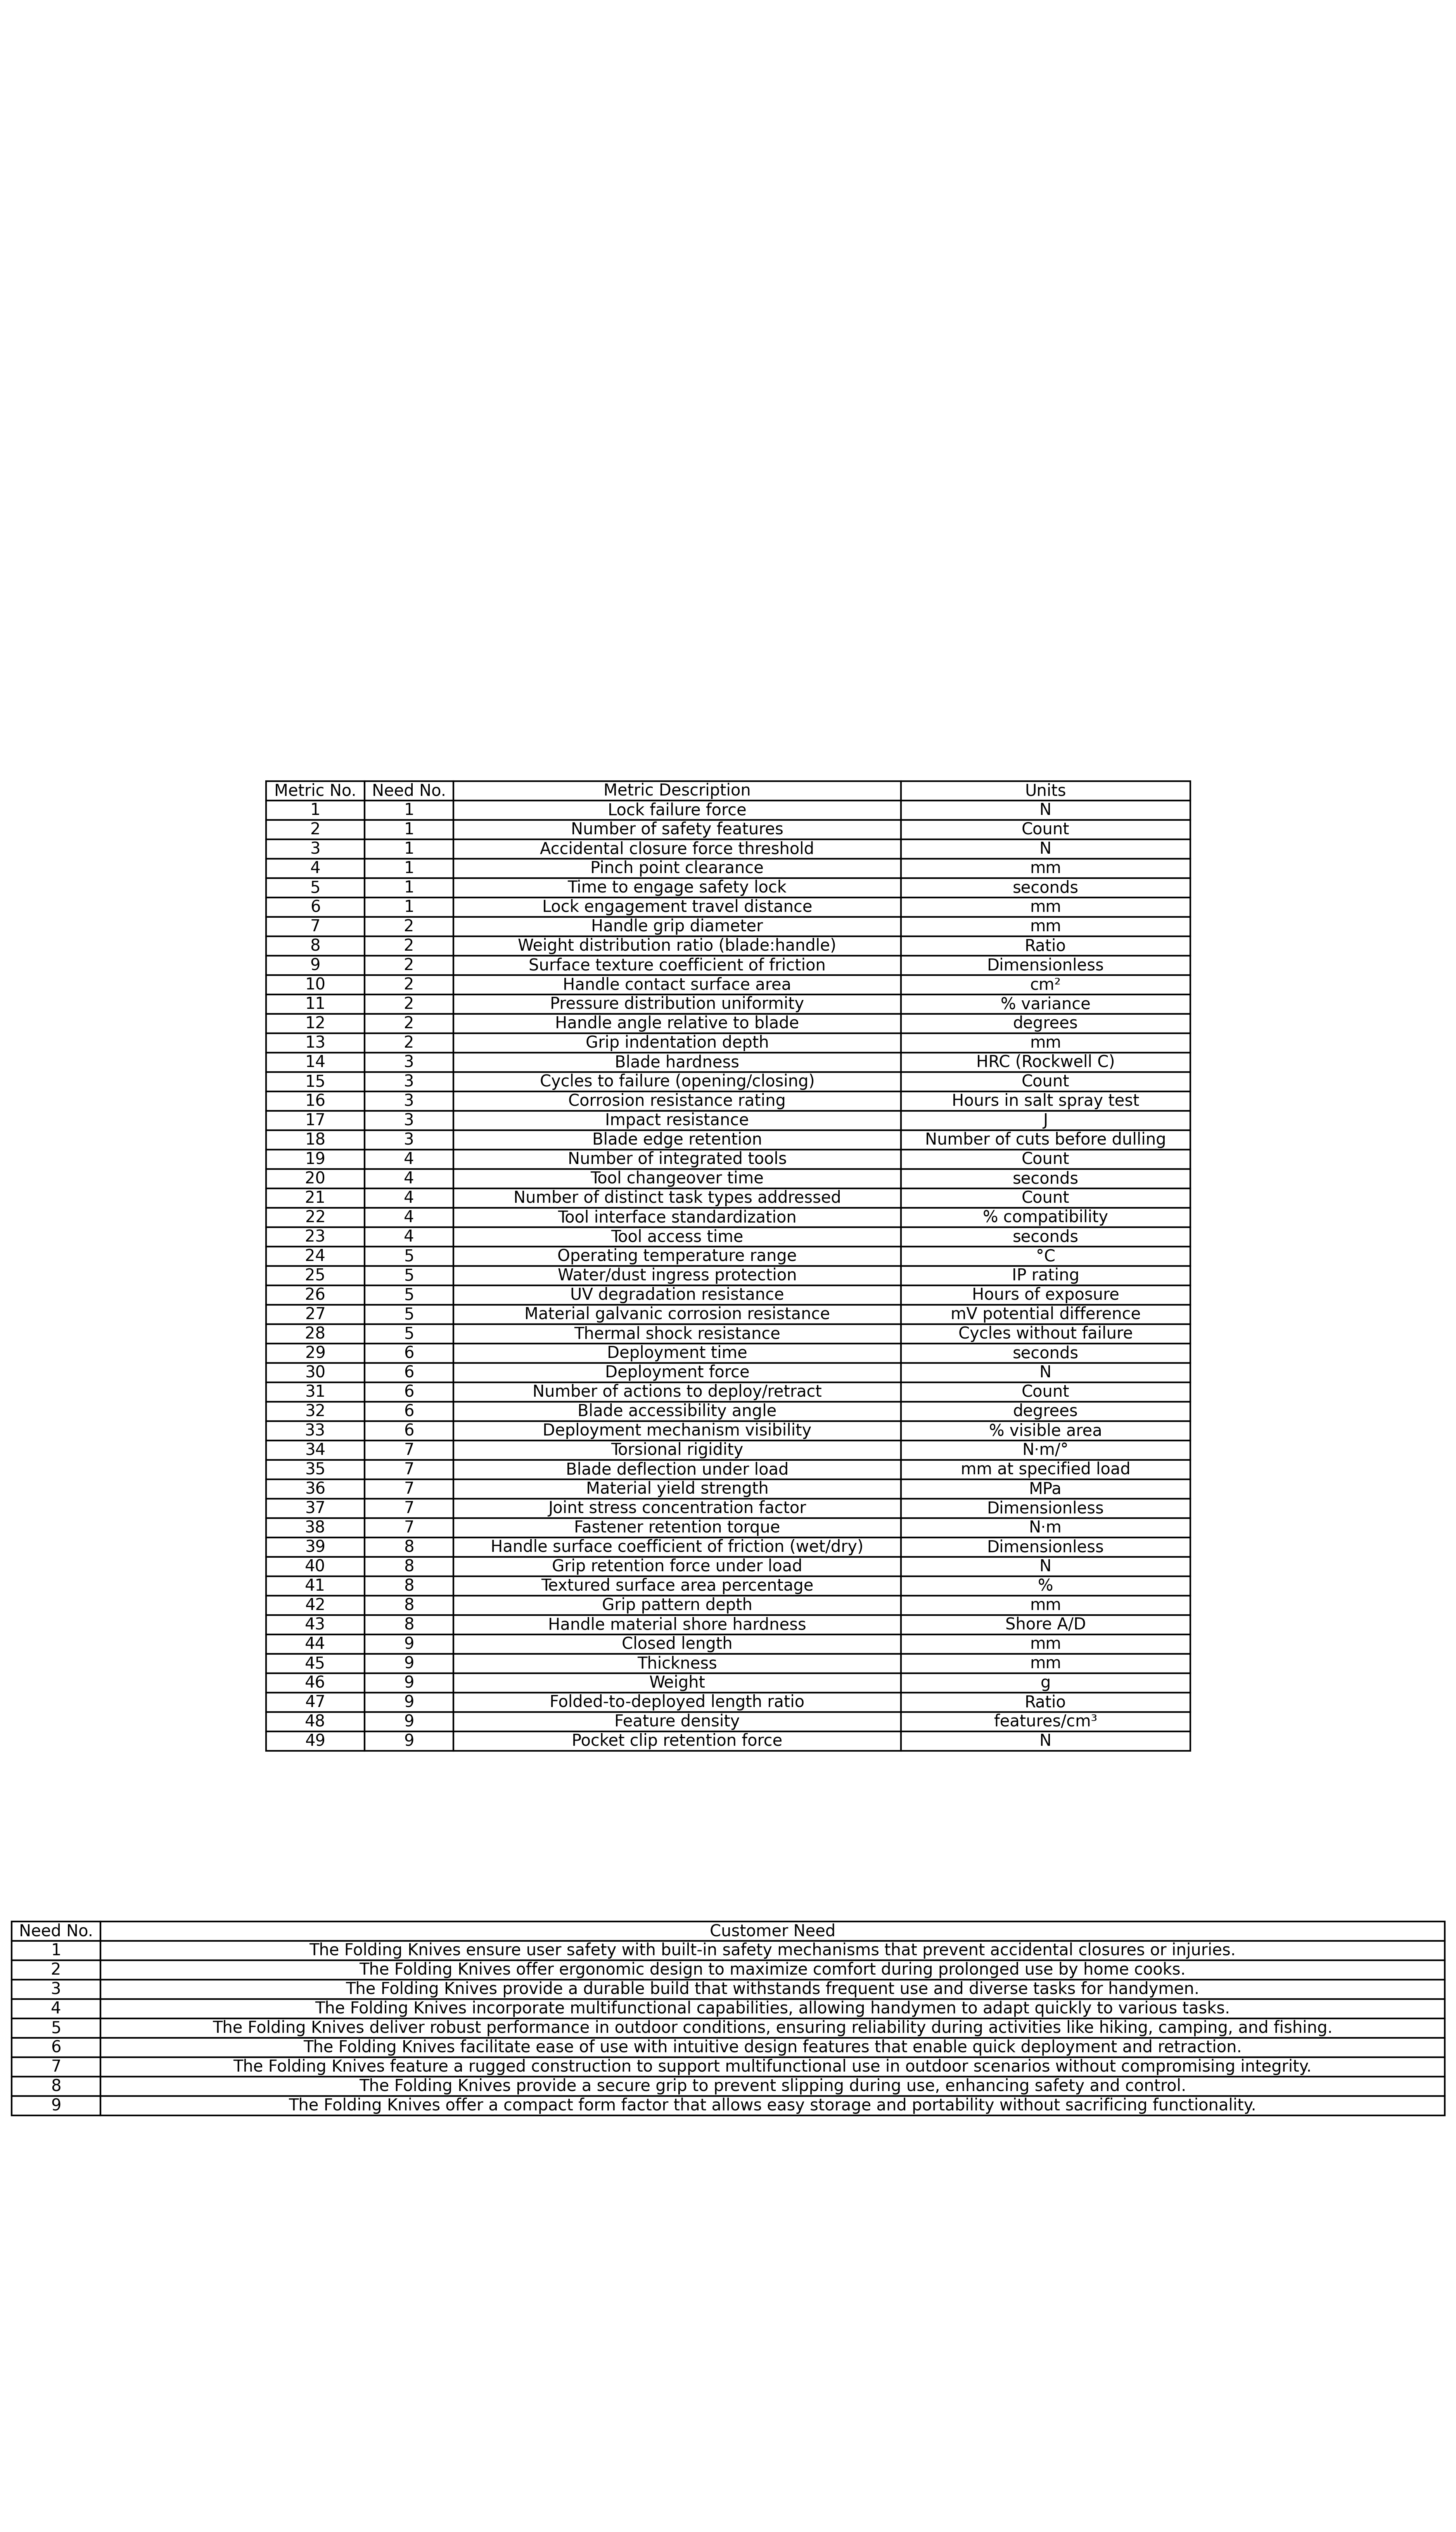 Metric No. Need No. Metric Description Units
1 1 Lock failure force N
2 1 Number of safety features Count
3 1 Accidental closure force threshold N
4 1 Pinch point clearance mm
5 1 Time to engage safety lock seconds
6 1 Lock engagement travel distance mm
7 2 Handle grip diameter mm
8 2 Weight distribution ratio (blade:handle) Ratio
9 2 Surface texture coefficient of friction Dimensionless
10 2 Handle contact surface area cm²
11 2 Pressure distribution uniformity % variance
12 2 Handle angle relative to blade degrees
13 2 Grip indentation depth mm
14 3 Blade hardness HRC (Rockwell C)
15 3 Cycles to failure (opening/closing) Count
16 3 Corrosion resistance rating Hours in salt spray test
17 3 Impact resistance J
18 3 Blade edge retention Number of cuts before dulling
19 4 Number of integrated tools Count
20 4 Tool changeover time seconds
21 4 Number of distinct task types addressed Count
22 4 Tool interface standardization % compatibility
23 4 Tool access time seconds
24 5 Operating temperature range °C
25 5 Water/dust ingress protection IP rating
26 5 UV degradation resistance Hours of exposure
27 5 Material galvanic corrosion resistance mV potential difference
28 5 Thermal shock resistance Cycles without failure
29 6 Deployment time seconds
30 6 Deployment force N
31 6 Number of actions to deploy/retract Count
32 6 Blade accessibility angle degrees
33 6 Deployment mechanism visibility % visible area
34 7 Torsional rigidity N·m/°
35 7 Blade deflection under load mm at specified load
36 7 Material yield strength MPa
37 7 Joint stress concentration factor Dimensionless
38 7 Fastener retention torque N·m
39 8 Handle surface coefficient of friction (wet/dry) Dimensionless
40 8 Grip retention force under load N
41 8 Textured surface area percentage %
42 8 Grip pattern depth mm
43 8 Handle material shore hardness Shore A/D
44 9 Closed length mm
45 9 Thickness mm
46 9 Weight g
47 9 Folded-to-deployed length ratio Ratio
48 9 Feature density features/cm³
49 9 Pocket clip retention force N
Need No. Customer Need
1 The Folding Knives ensure user safety with built-in safety mechanisms that prevent accidental closures or injuries.
2 The Folding Knives offer ergonomic design to maximize comfort during prolonged use by home cooks.
3 The Folding Knives provide a durable build that withstands frequent use and diverse tasks for handymen.
4 The Folding Knives incorporate multifunctional capabilities, allowing handymen to adapt quickly to various tasks.
5 The Folding Knives deliver robust performance in outdoor conditions, ensuring reliability during activities like hiking, camping, and fishing.
6 The Folding Knives facilitate ease of use with intuitive design features that enable quick deployment and retraction.
7 The Folding Knives feature a rugged construction to support multifunctional use in outdoor scenarios without compromising integrity.
8 The Folding Knives provide a secure grip to prevent slipping during use, enhancing safety and control.
9 The Folding Knives offer a compact form factor that allows easy storage and portability without sacrificing functionality.